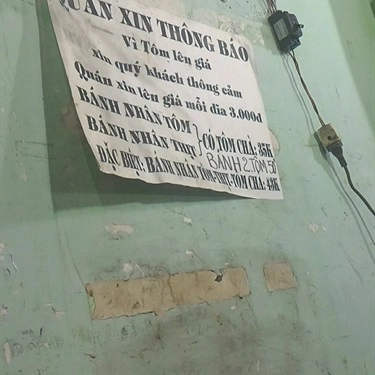 QUÁN XIN THÔNG BÁO
Vì Tôm lên giá
xin quý khách thông cảm
Quán xin lên giá mỗi dĩa 3.000đ
BÁNH NHÂN TÔM
BÁNH NHÂN THỊT } CÓ TÔM CHÀ: 35K
BÁNH 2 TÔM 50
ĐẶC BIỆT: BÁNH NHÂN TÔM-THỊT-TÔM CHÀ: 40K